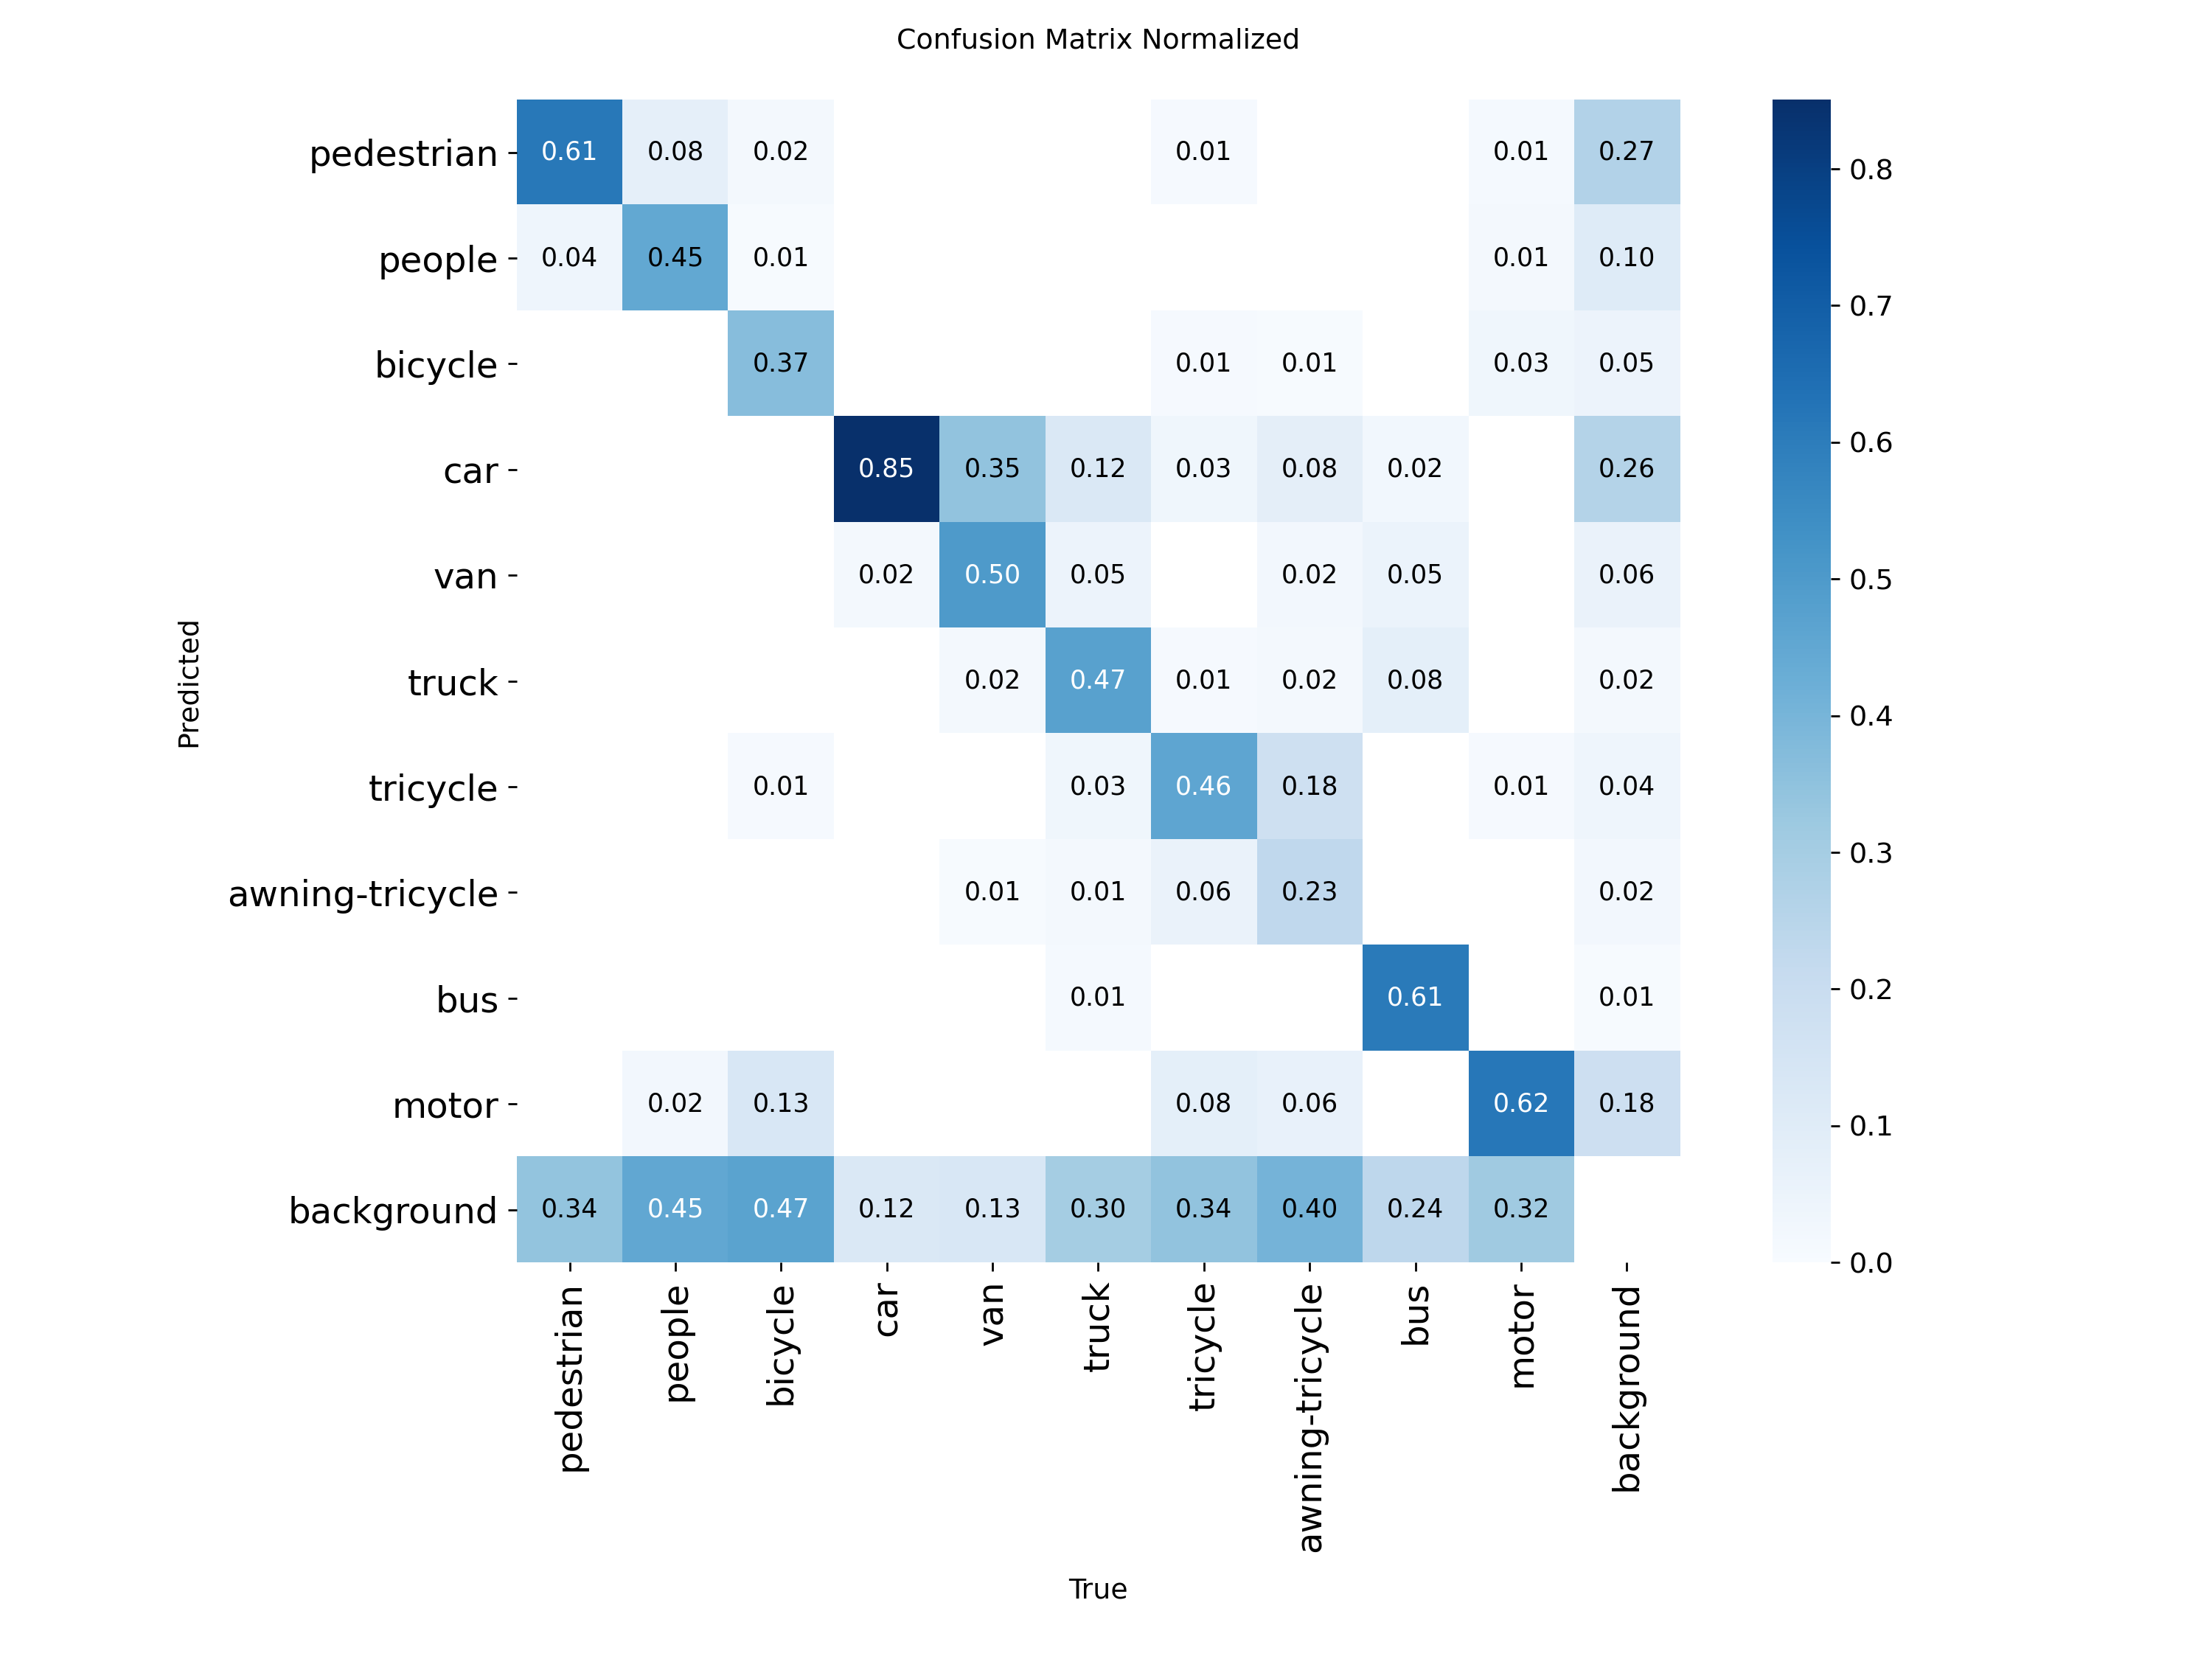 Confusion Matrix Normalized
pedestrian 0.61 0.08 0.02 0.01 0.01 0.27
people 0.04 0.45 0.01 0.01 0.10
bicycle 0.37 0.01 0.01 0.03 0.05
car 0.85 0.35 0.12 0.03 0.08 0.02 0.26
van 0.02 0.50 0.05 0.02 0.05 0.06
truck 0.02 0.47 0.01 0.02 0.08 0.02
tricycle 0.01 0.03 0.46 0.18 0.01 0.04
awning-tricycle 0.01 0.01 0.06 0.23 0.02
bus 0.01 0.61 0.01
motor 0.02 0.13 0.08 0.06 0.62 0.18
background 0.34 0.45 0.47 0.12 0.13 0.30 0.34 0.40 0.24 0.32
Predicted
pedestrian
people
bicycle
car
van
truck
tricycle
awning-tricycle
bus
motor
background
True
0.8
0.7
0.6
0.5
0.4
0.3
0.2
0.1
0.0